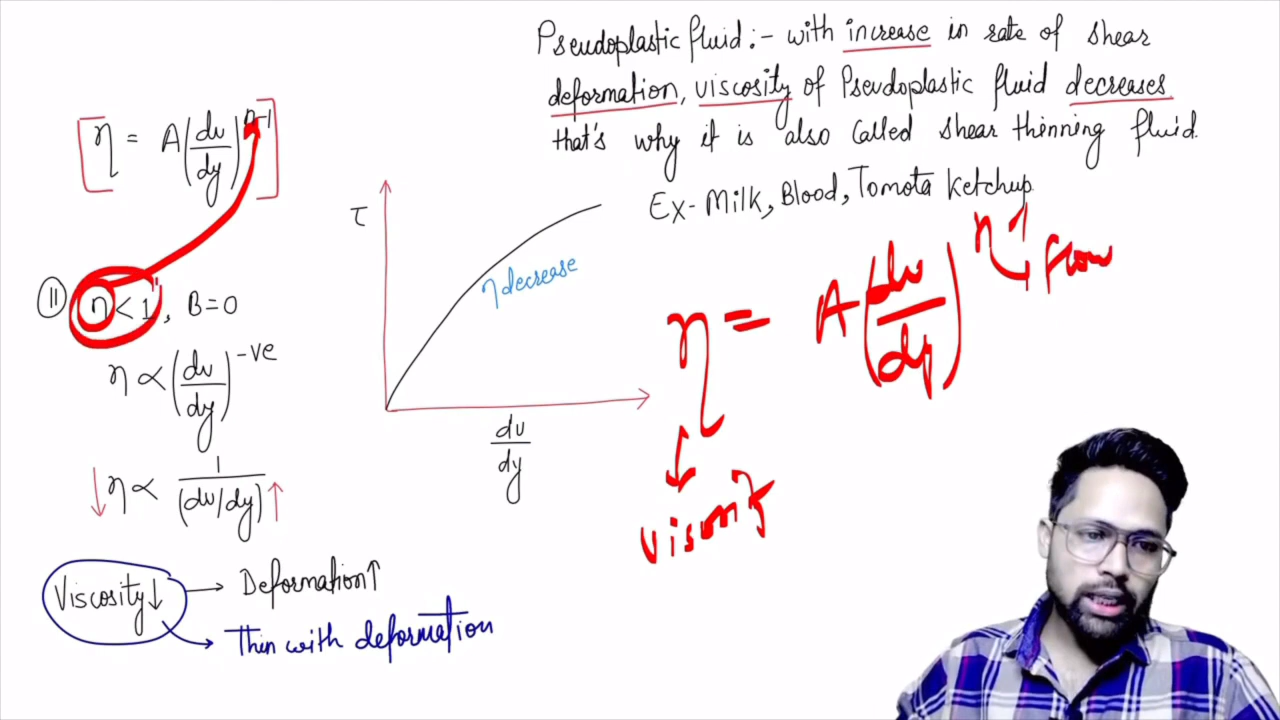 Pseudoplastic fluid :- with increase in rate of shear
deformation, viscosity of Pseudoplastic fluid decreases
that's why it is also called shear thinning fluid.
Ex- Milk, Blood, Tomota Ketchup
[η = A(du/dy)^n-1]
II n < 1, B = 0
η ∝ (du/dy)^-ve
↓η ∝ 1/(du/dy)↑
Viscosity↓ → Deformation↑
→ Thin with deformation
τ
η decrease
du/dy
η = A(du/dy)^n-1
flow
↓
Viscosity